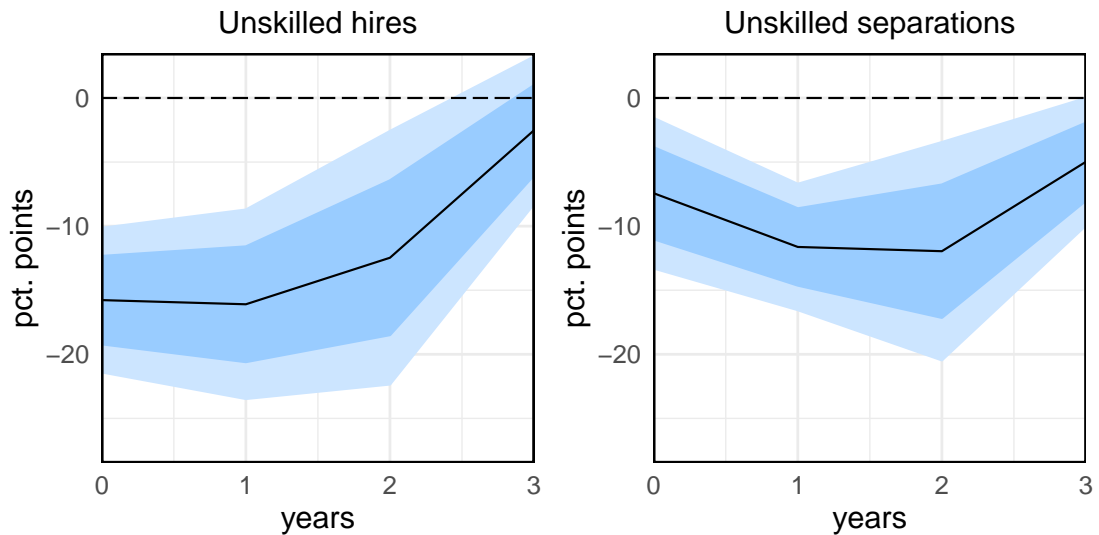 Unskilled hires
0
−10
−20
pct. points
0 1 2 3
years
Unskilled separations
0
−10
−20
pct. points
0 1 2 3
years